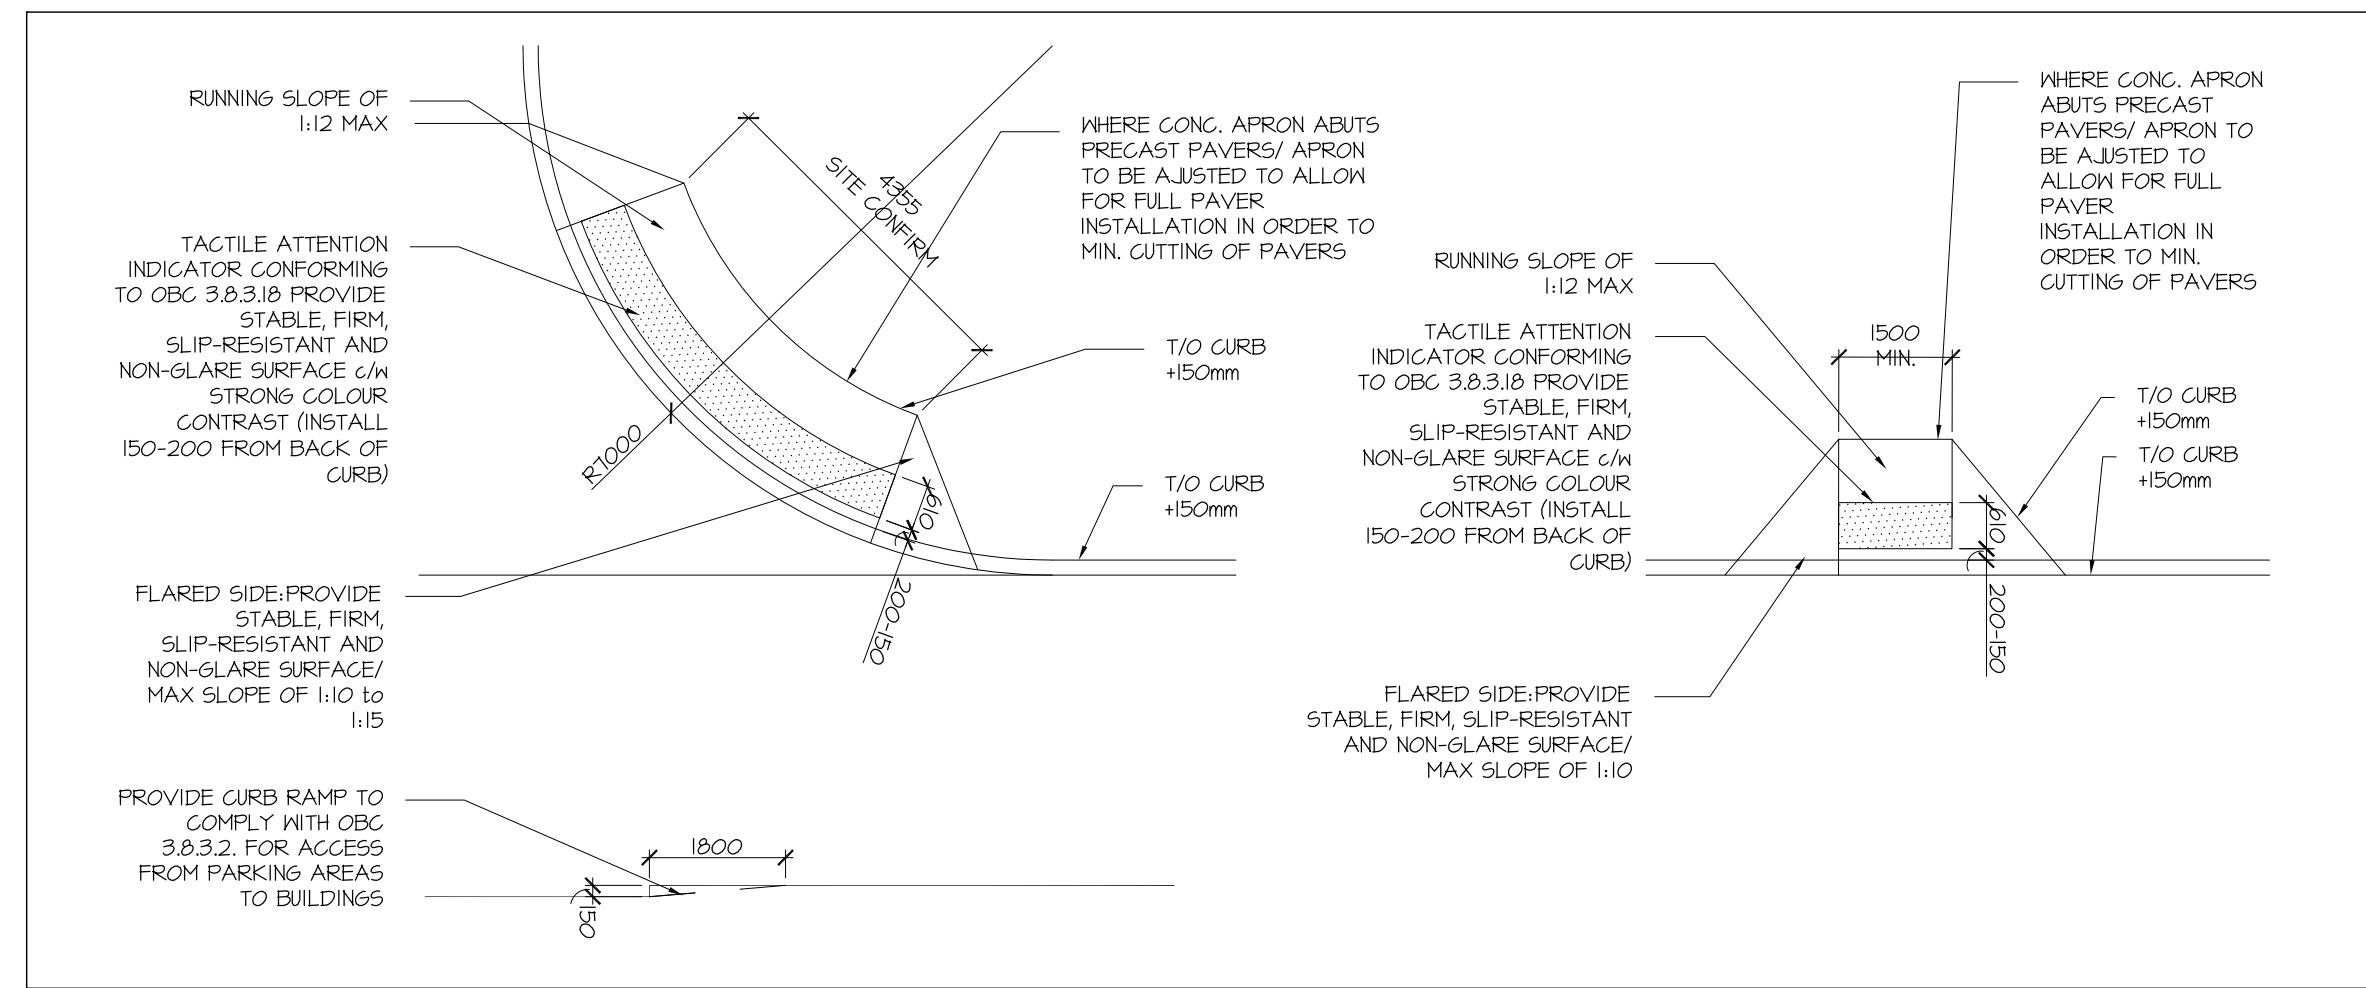 RUNNING SLOPE OF
1:12 MAX
TACTILE ATTENTION
INDICATOR CONFORMING
TO OBC 3.8.3.18 PROVIDE
STABLE, FIRM,
SLIP-RESISTANT AND
NON-GLARE SURFACE c/w
STRONG COLOUR
CONTRAST (INSTALL
150-200 FROM BACK OF
CURB)
FLARED SIDE:PROVIDE
STABLE, FIRM,
SLIP-RESISTANT AND
NON-GLARE SURFACE/
MAX SLOPE OF 1:10 to
1:15
4355
SITE CONFIRM
R7000
610
200-150
WHERE CONC. APRON ABUTS
PRECAST PAVERS/ APRON
TO BE AJUSTED TO ALLOW
FOR FULL PAVER
INSTALLATION IN ORDER TO
MIN. CUTTING OF PAVERS
T/O CURB
+150mm
T/O CURB
+150mm
PROVIDE CURB RAMP TO
COMPLY WITH OBC
3.8.3.2. FOR ACCESS
FROM PARKING AREAS
TO BUILDINGS
1800
150
RUNNING SLOPE OF
1:12 MAX
TACTILE ATTENTION
INDICATOR CONFORMING
TO OBC 3.8.3.18 PROVIDE
STABLE, FIRM,
SLIP-RESISTANT AND
NON-GLARE SURFACE c/w
STRONG COLOUR
CONTRAST (INSTALL
150-200 FROM BACK OF
CURB)
FLARED SIDE:PROVIDE
STABLE, FIRM, SLIP-RESISTANT
AND NON-GLARE SURFACE/
MAX SLOPE OF 1:10
1500
MIN.
610
200-150
WHERE CONC. APRON
ABUTS PRECAST
PAVERS/ APRON TO
BE AJUSTED TO
ALLOW FOR FULL
PAVER
INSTALLATION IN
ORDER TO MIN.
CUTTING OF PAVERS
T/O CURB
+150mm
T/O CURB
+150mm